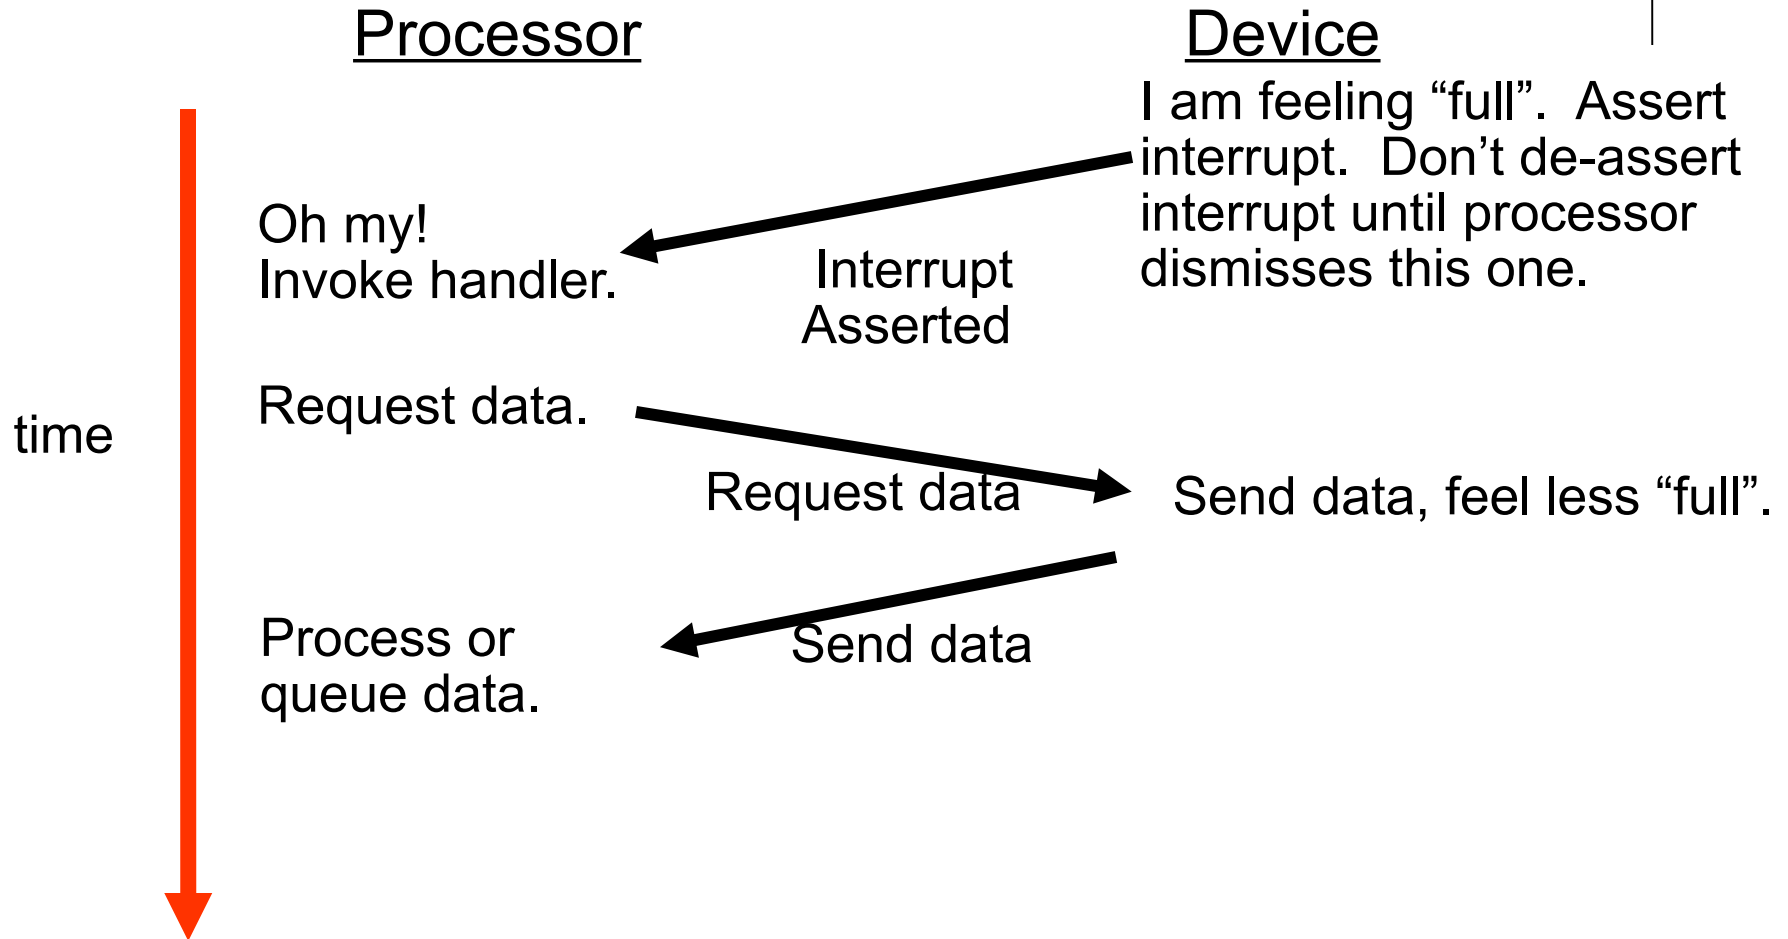 Processor
Device
I am feeling “full”.  Assert
interrupt.  Don’t de-assert
interrupt until processor
dismisses this one.
Oh my!
Invoke handler.
Interrupt
Asserted
time
Request data.
Request data
Send data, feel less “full”.
Process or
queue data.
Send data